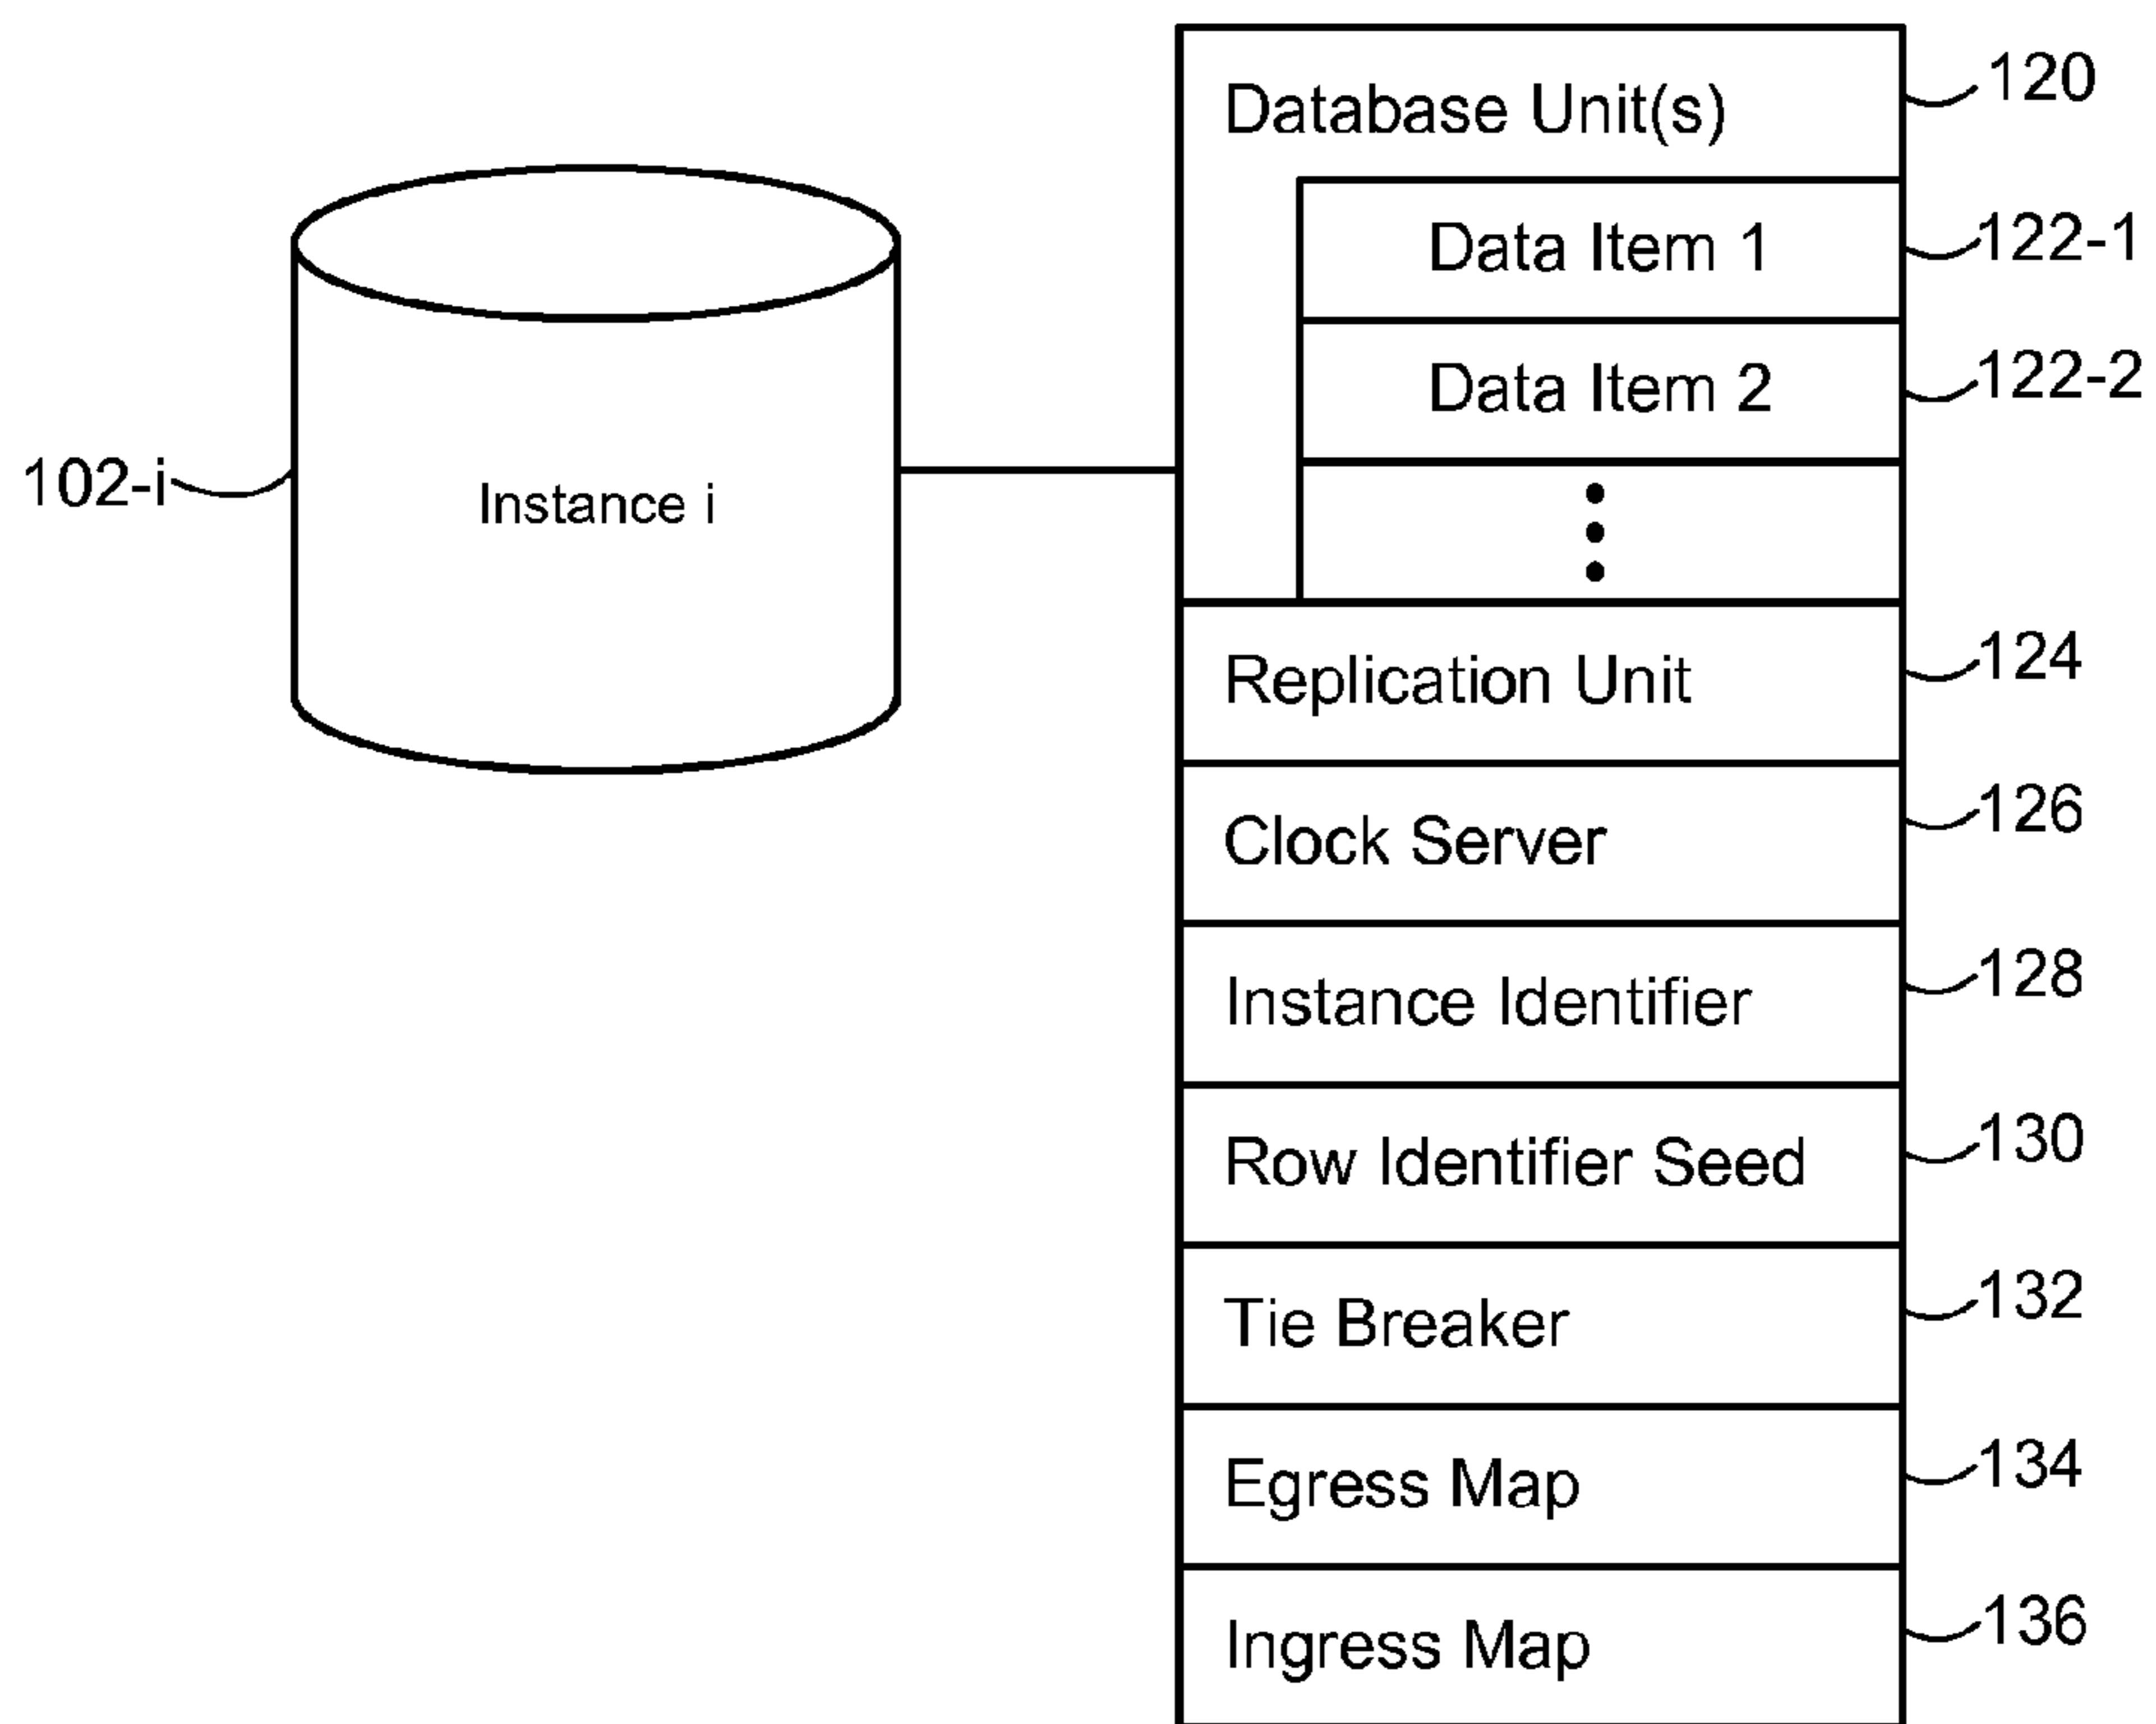 Database Unit(s) 120
Data Item 1 122-1
Data Item 2 122-2
102-i Instance i
Replication Unit 124
Clock Server 126
Instance Identifier 128
Row Identifier Seed 130
Tie Breaker 132
Egress Map 134
Ingress Map 136